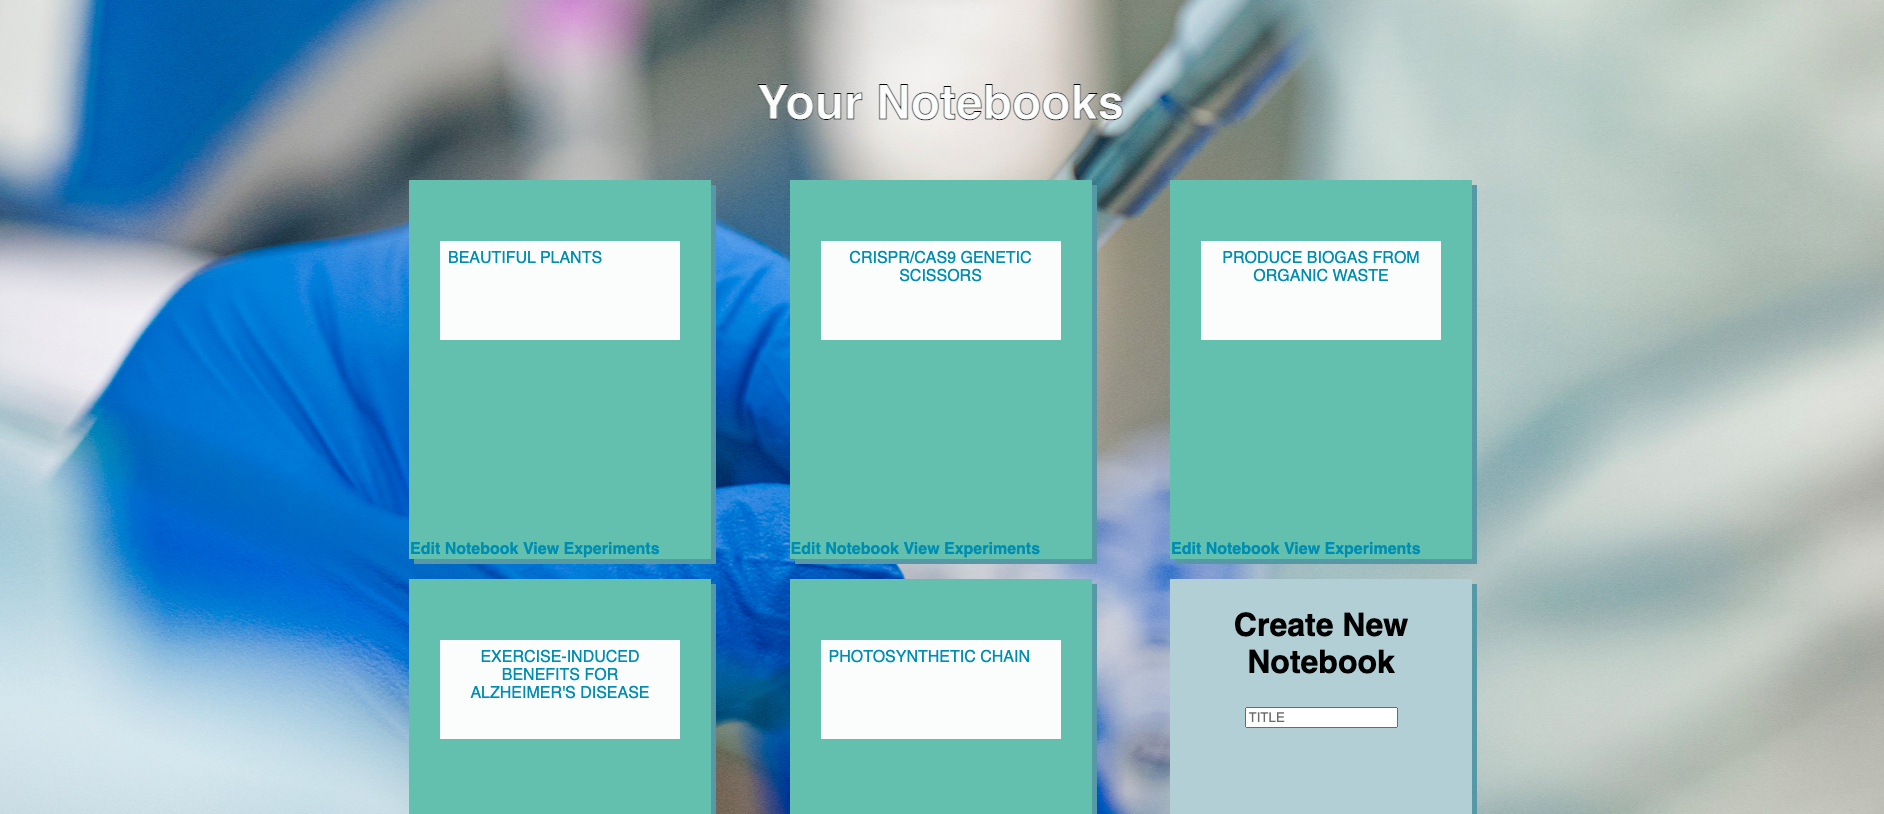 Your Notebooks
BEAUTIFUL PLANTS
CRISPR/CAS9 GENETIC
SCISSORS
PRODUCE BIOGAS FROM
ORGANIC WASTE
Edit Notebook View Experiments
Edit Notebook View Experiments
Edit Notebook View Experiments
EXERCISE-INDUCED
BENEFITS FOR
ALZHEIMER'S DISEASE
PHOTOSYNTHETIC CHAIN
Create New
Notebook
TITLE